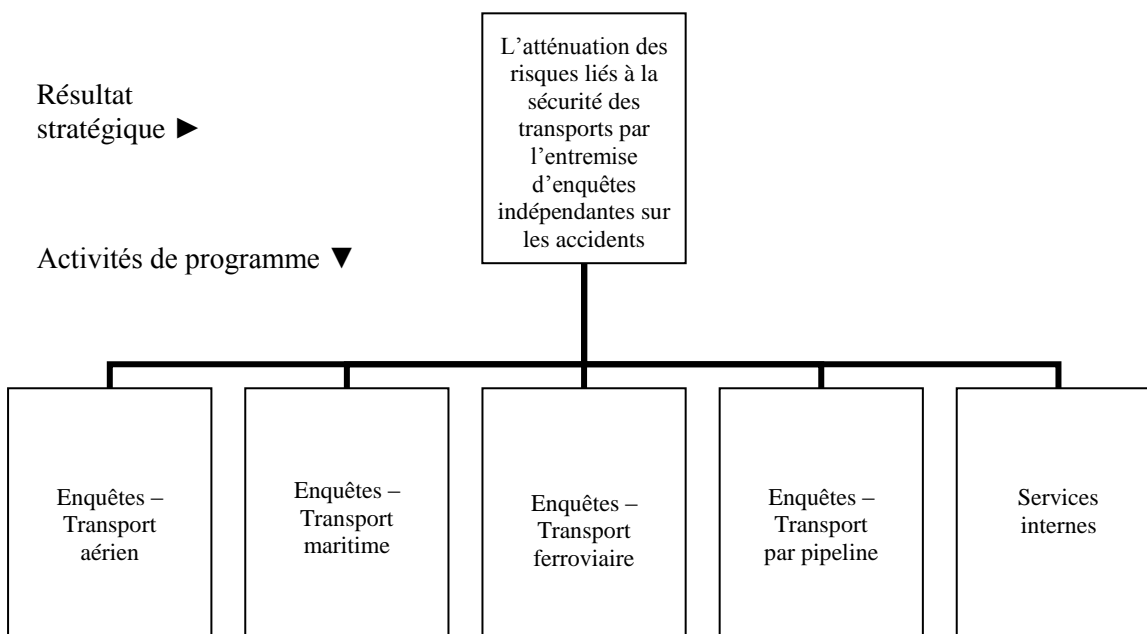 Résultat
stratégique ►
L’atténuation des
risques liés à la
sécurité des
transports par
l’entremise
d’enquêtes
indépendantes sur
les accidents
Activités de programme ▼
Enquêtes –
Transport
aérien
Enquêtes –
Transport
maritime
Enquêtes –
Transport
ferroviaire
Enquêtes –
Transport
par pipeline
Services
internes